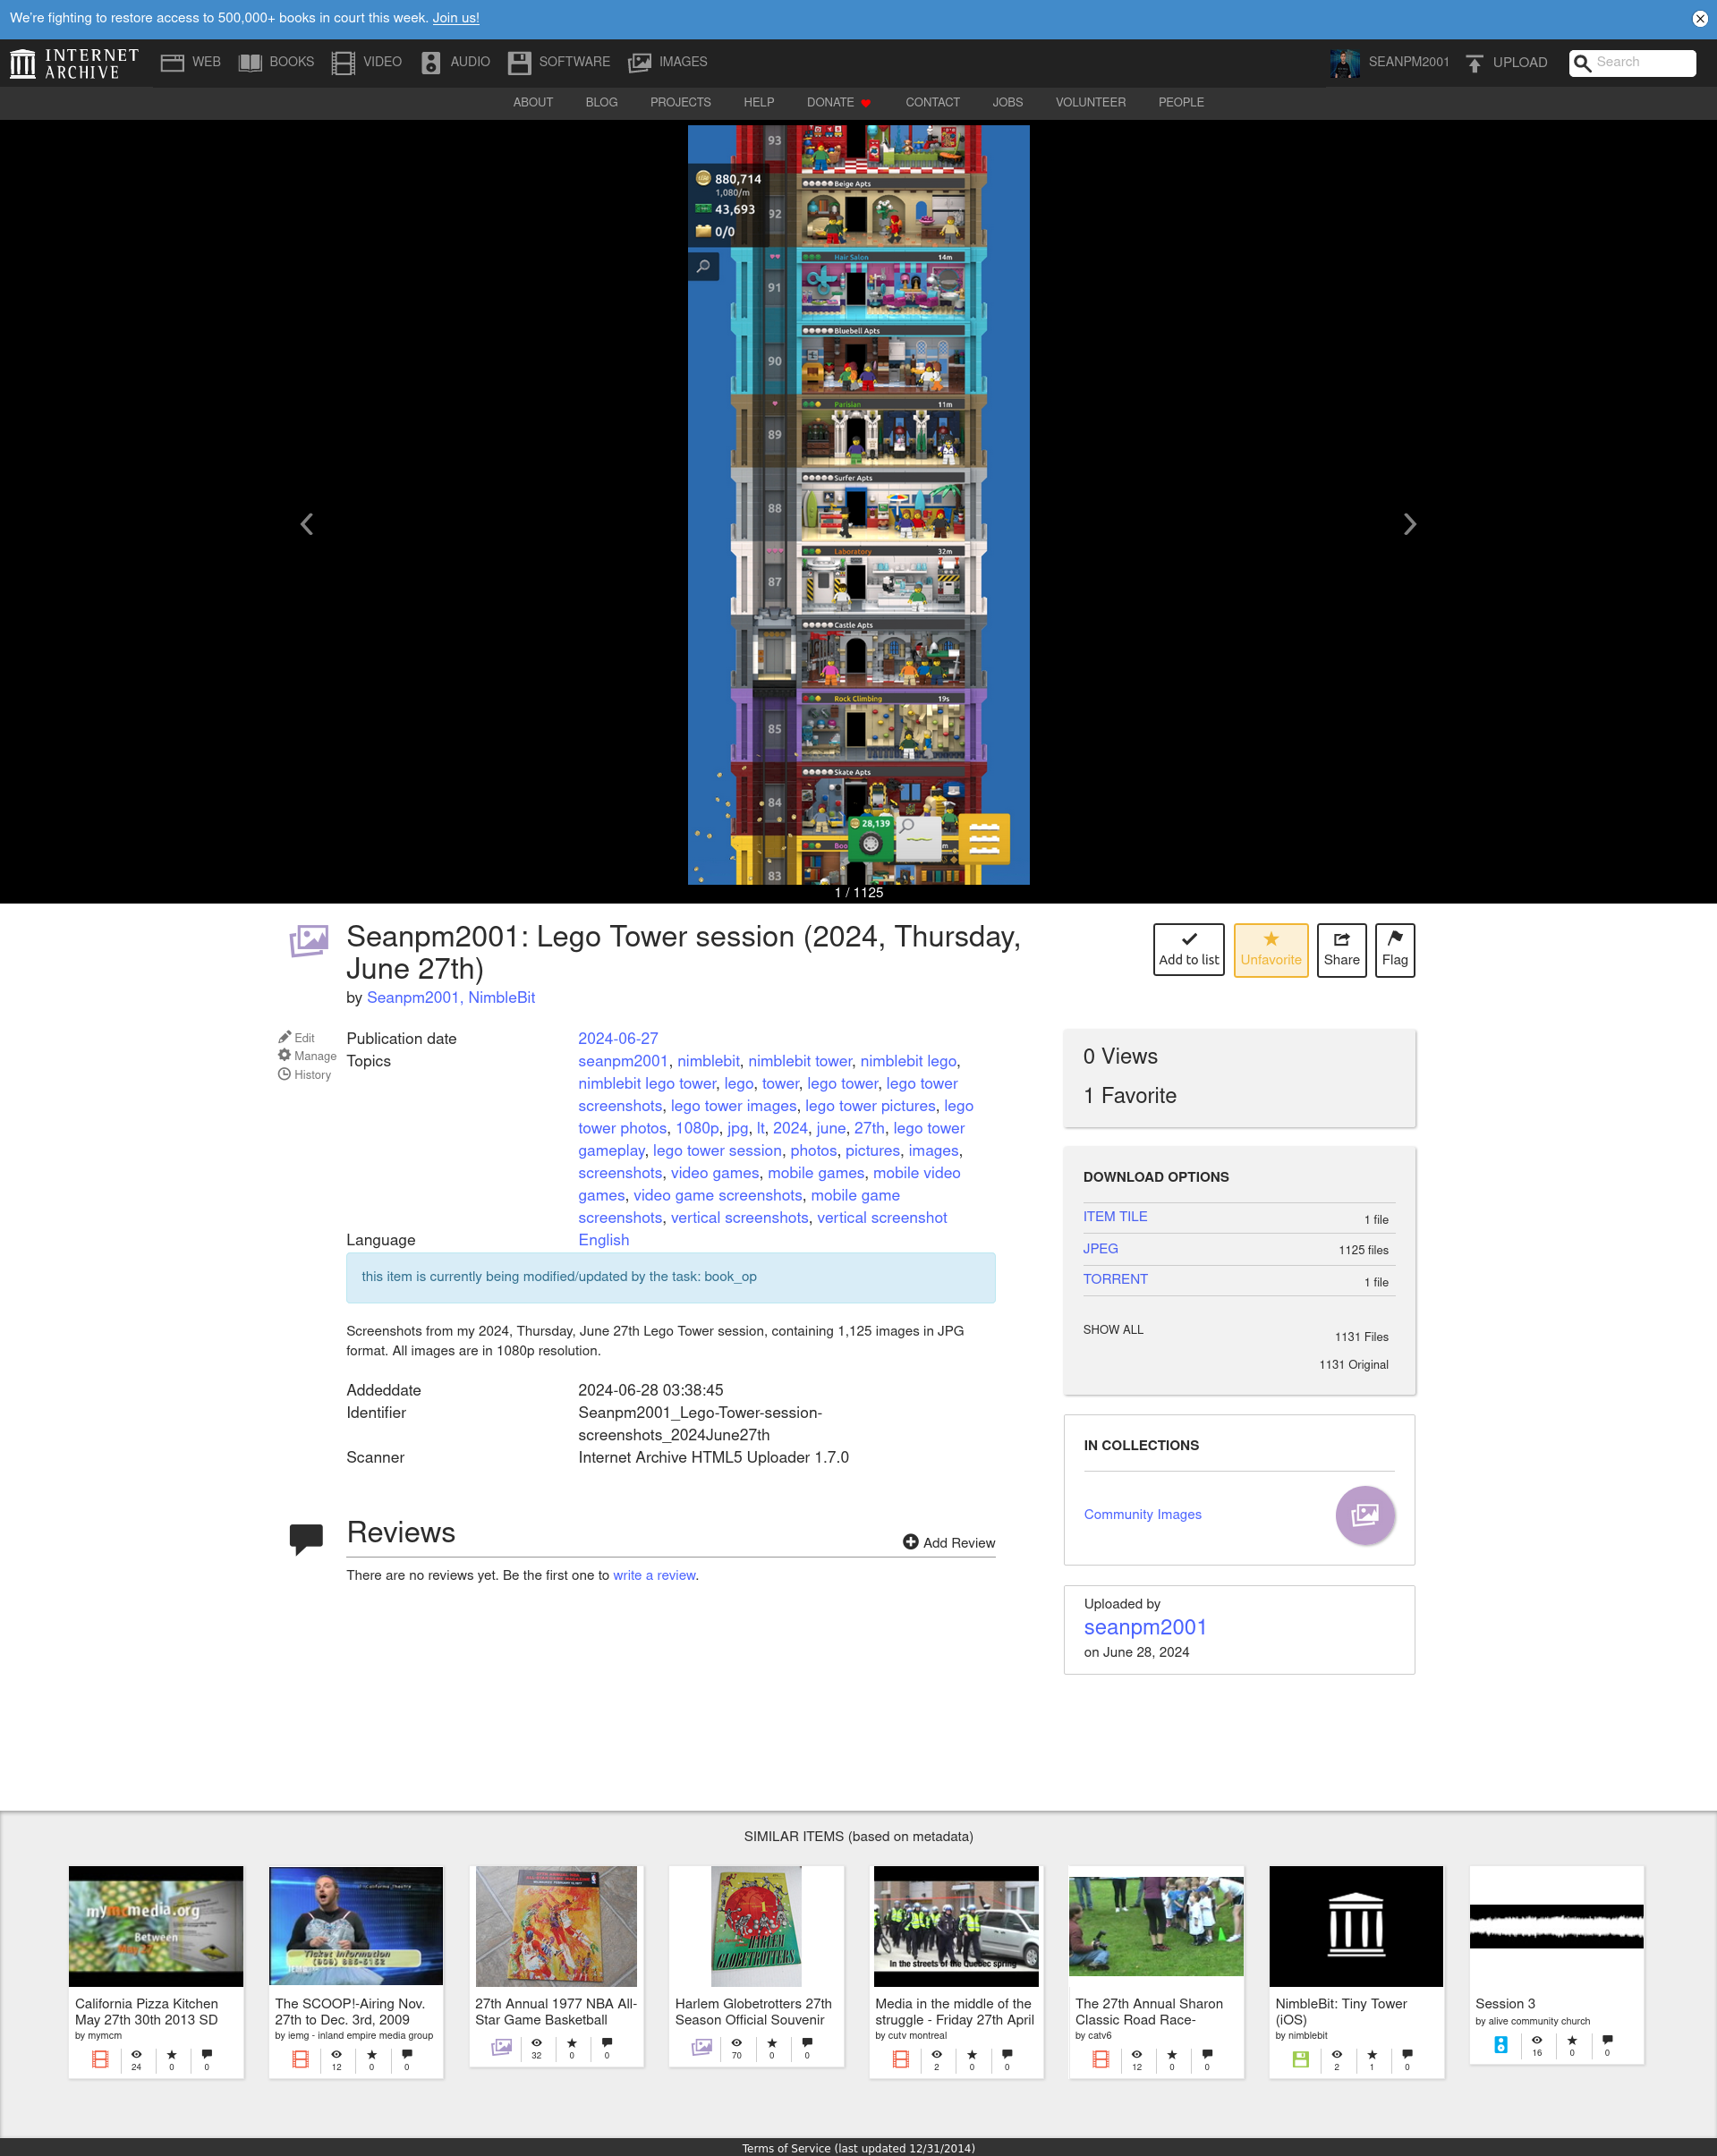 We're fighting to restore access to 500,000+ books in court this week. Join us!
INTERNET ARCHIVE
WEB BOOKS VIDEO AUDIO SOFTWARE IMAGES
SEANPM2001 UPLOAD Search
ABOUT BLOG PROJECTS HELP DONATE CONTACT JOBS VOLUNTEER PEOPLE
93
880,714
1,080/m
43,693
0/0
Beige Apts
92
Hair Salon 14m
91
Bluebell Apts
90
Parisian 11m
89
Surfer Apts
88
Laboratory 32m
87
Castle Apts
Rock Climbing 19s
85
Skate Apts
84
28,139
83
1 / 1125
Seanpm2001: Lego Tower session (2024, Thursday,
June 27th)
by Seanpm2001, NimbleBit
Add to list Unfavorite Share Flag
Edit
Manage
History
Publication date 2024-06-27
Topics seanpm2001, nimblebit, nimblebit tower, nimblebit lego,
nimblebit lego tower, lego, tower, lego tower, lego tower
screenshots, lego tower images, lego tower pictures, lego
tower photos, 1080p, jpg, lt, 2024, june, 27th, lego tower
gameplay, lego tower session, photos, pictures, images,
screenshots, video games, mobile games, mobile video
games, video game screenshots, mobile game
screenshots, vertical screenshots, vertical screenshot
Language English
this item is currently being modified/updated by the task: book_op
Screenshots from my 2024, Thursday, June 27th Lego Tower session, containing 1,125 images in JPG
format. All images are in 1080p resolution.
Addeddate 2024-06-28 03:38:45
Identifier Seanpm2001_Lego-Tower-session-
screenshots_2024June27th
Scanner Internet Archive HTML5 Uploader 1.7.0
Reviews
Add Review
There are no reviews yet. Be the first one to write a review.
0 Views
1 Favorite
DOWNLOAD OPTIONS
ITEM TILE 1 file
JPEG 1125 files
TORRENT 1 file
SHOW ALL 1131 Files
1131 Original
IN COLLECTIONS
Community Images
Uploaded by
seanpm2001
on June 28, 2024
SIMILAR ITEMS (based on metadata)
mymcmedia.org
Between
California Pizza Kitchen
May 27th 30th 2013 SD
by mymcm
24 0 0
Ticket Information
(909) 885-5152
The SCOOP!-Airing Nov.
27th to Dec. 3rd, 2009
by iemg - inland empire media group
12 0 0
27th Annual 1977 NBA All-
Star Game Basketball
32 0 0
HARLEM
GLOBETROTTERS
Harlem Globetrotters 27th
Season Official Souvenir
70 0 0
In the streets of the Quebec spring
Media in the middle of the
struggle - Friday 27th April
by cutv montreal
2 0 0
The 27th Annual Sharon
Classic Road Race-
by catv6
12 0 0
NimbleBit: Tiny Tower
(iOS)
by nimblebit
2 1 0
Session 3
by alive community church
16 0 0
Terms of Service (last updated 12/31/2014)